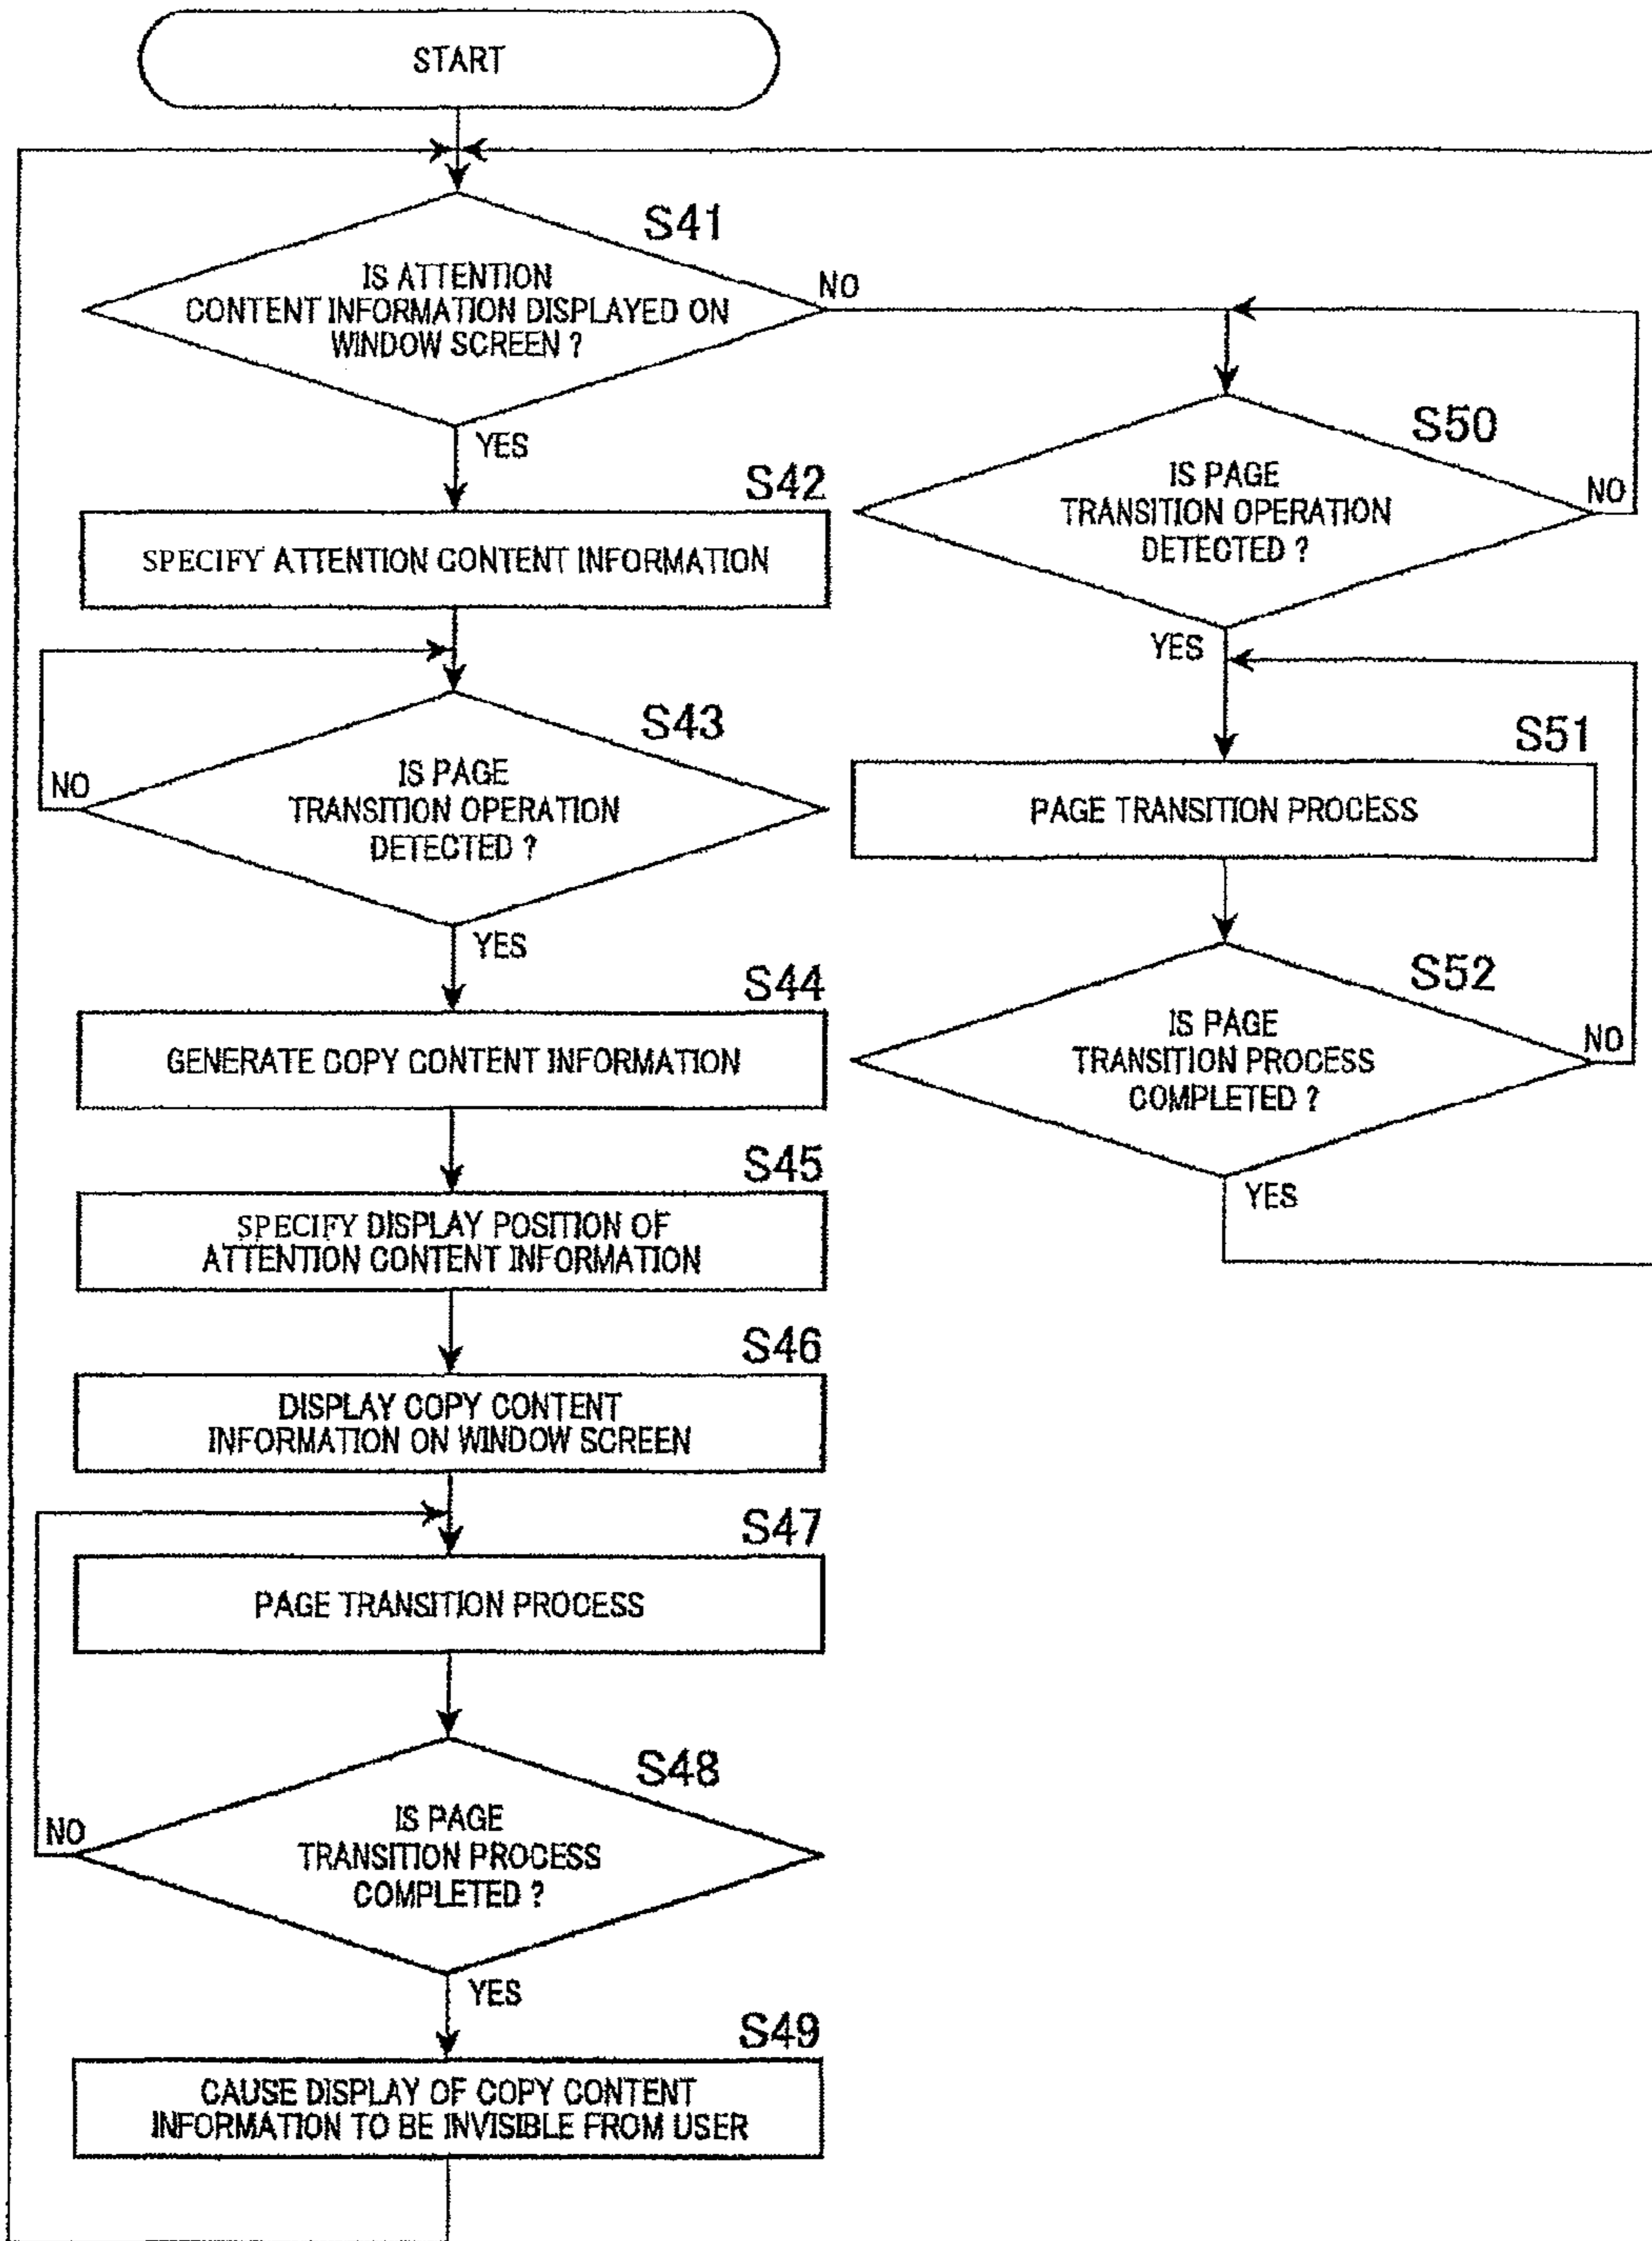 START
S41
IS ATTENTION
CONTENT INFORMATION DISPLAYED ON
WINDOW SCREEN ?
NO
YES
S42
SPECIFY ATTENTION CONTENT INFORMATION
S43
IS PAGE
TRANSITION OPERATION
DETECTED ?
NO
YES
S44
GENERATE COPY CONTENT INFORMATION
S45
SPECIFY DISPLAY POSITION OF
ATTENTION CONTENT INFORMATION
S46
DISPLAY COPY CONTENT
INFORMATION ON WINDOW SCREEN
S47
PAGE TRANSITION PROCESS
S48
IS PAGE
TRANSITION PROCESS
COMPLETED ?
NO
YES
S49
CAUSE DISPLAY OF COPY CONTENT
INFORMATION TO BE INVISIBLE FROM USER
S50
IS PAGE
TRANSITION OPERATION
DETECTED ?
NO
YES
S51
PAGE TRANSITION PROCESS
S52
IS PAGE
TRANSITION PROCESS
COMPLETED ?
NO
YES